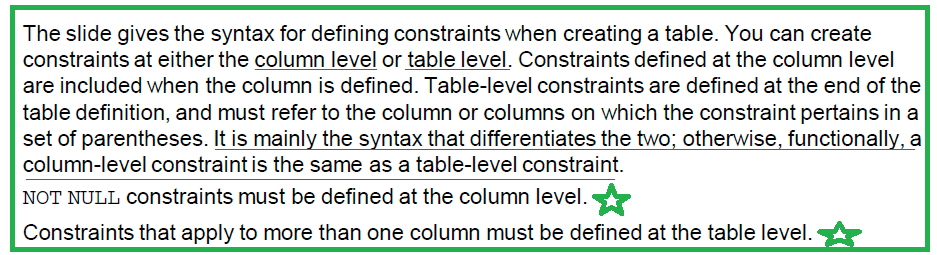 The slide gives the syntax for defining constraints when creating a table. You can create
constraints at either the column level or table level. Constraints defined at the column level
are included when the column is defined. Table-level constraints are defined at the end of the
table definition, and must refer to the column or columns on which the constraint pertains in a
set of parentheses. It is mainly the syntax that differentiates the two; otherwise, functionally, a
column-level constraint is the same as a table-level constraint.
NOT NULL constraints must be defined at the column level.
Constraints that apply to more than one column must be defined at the table level.